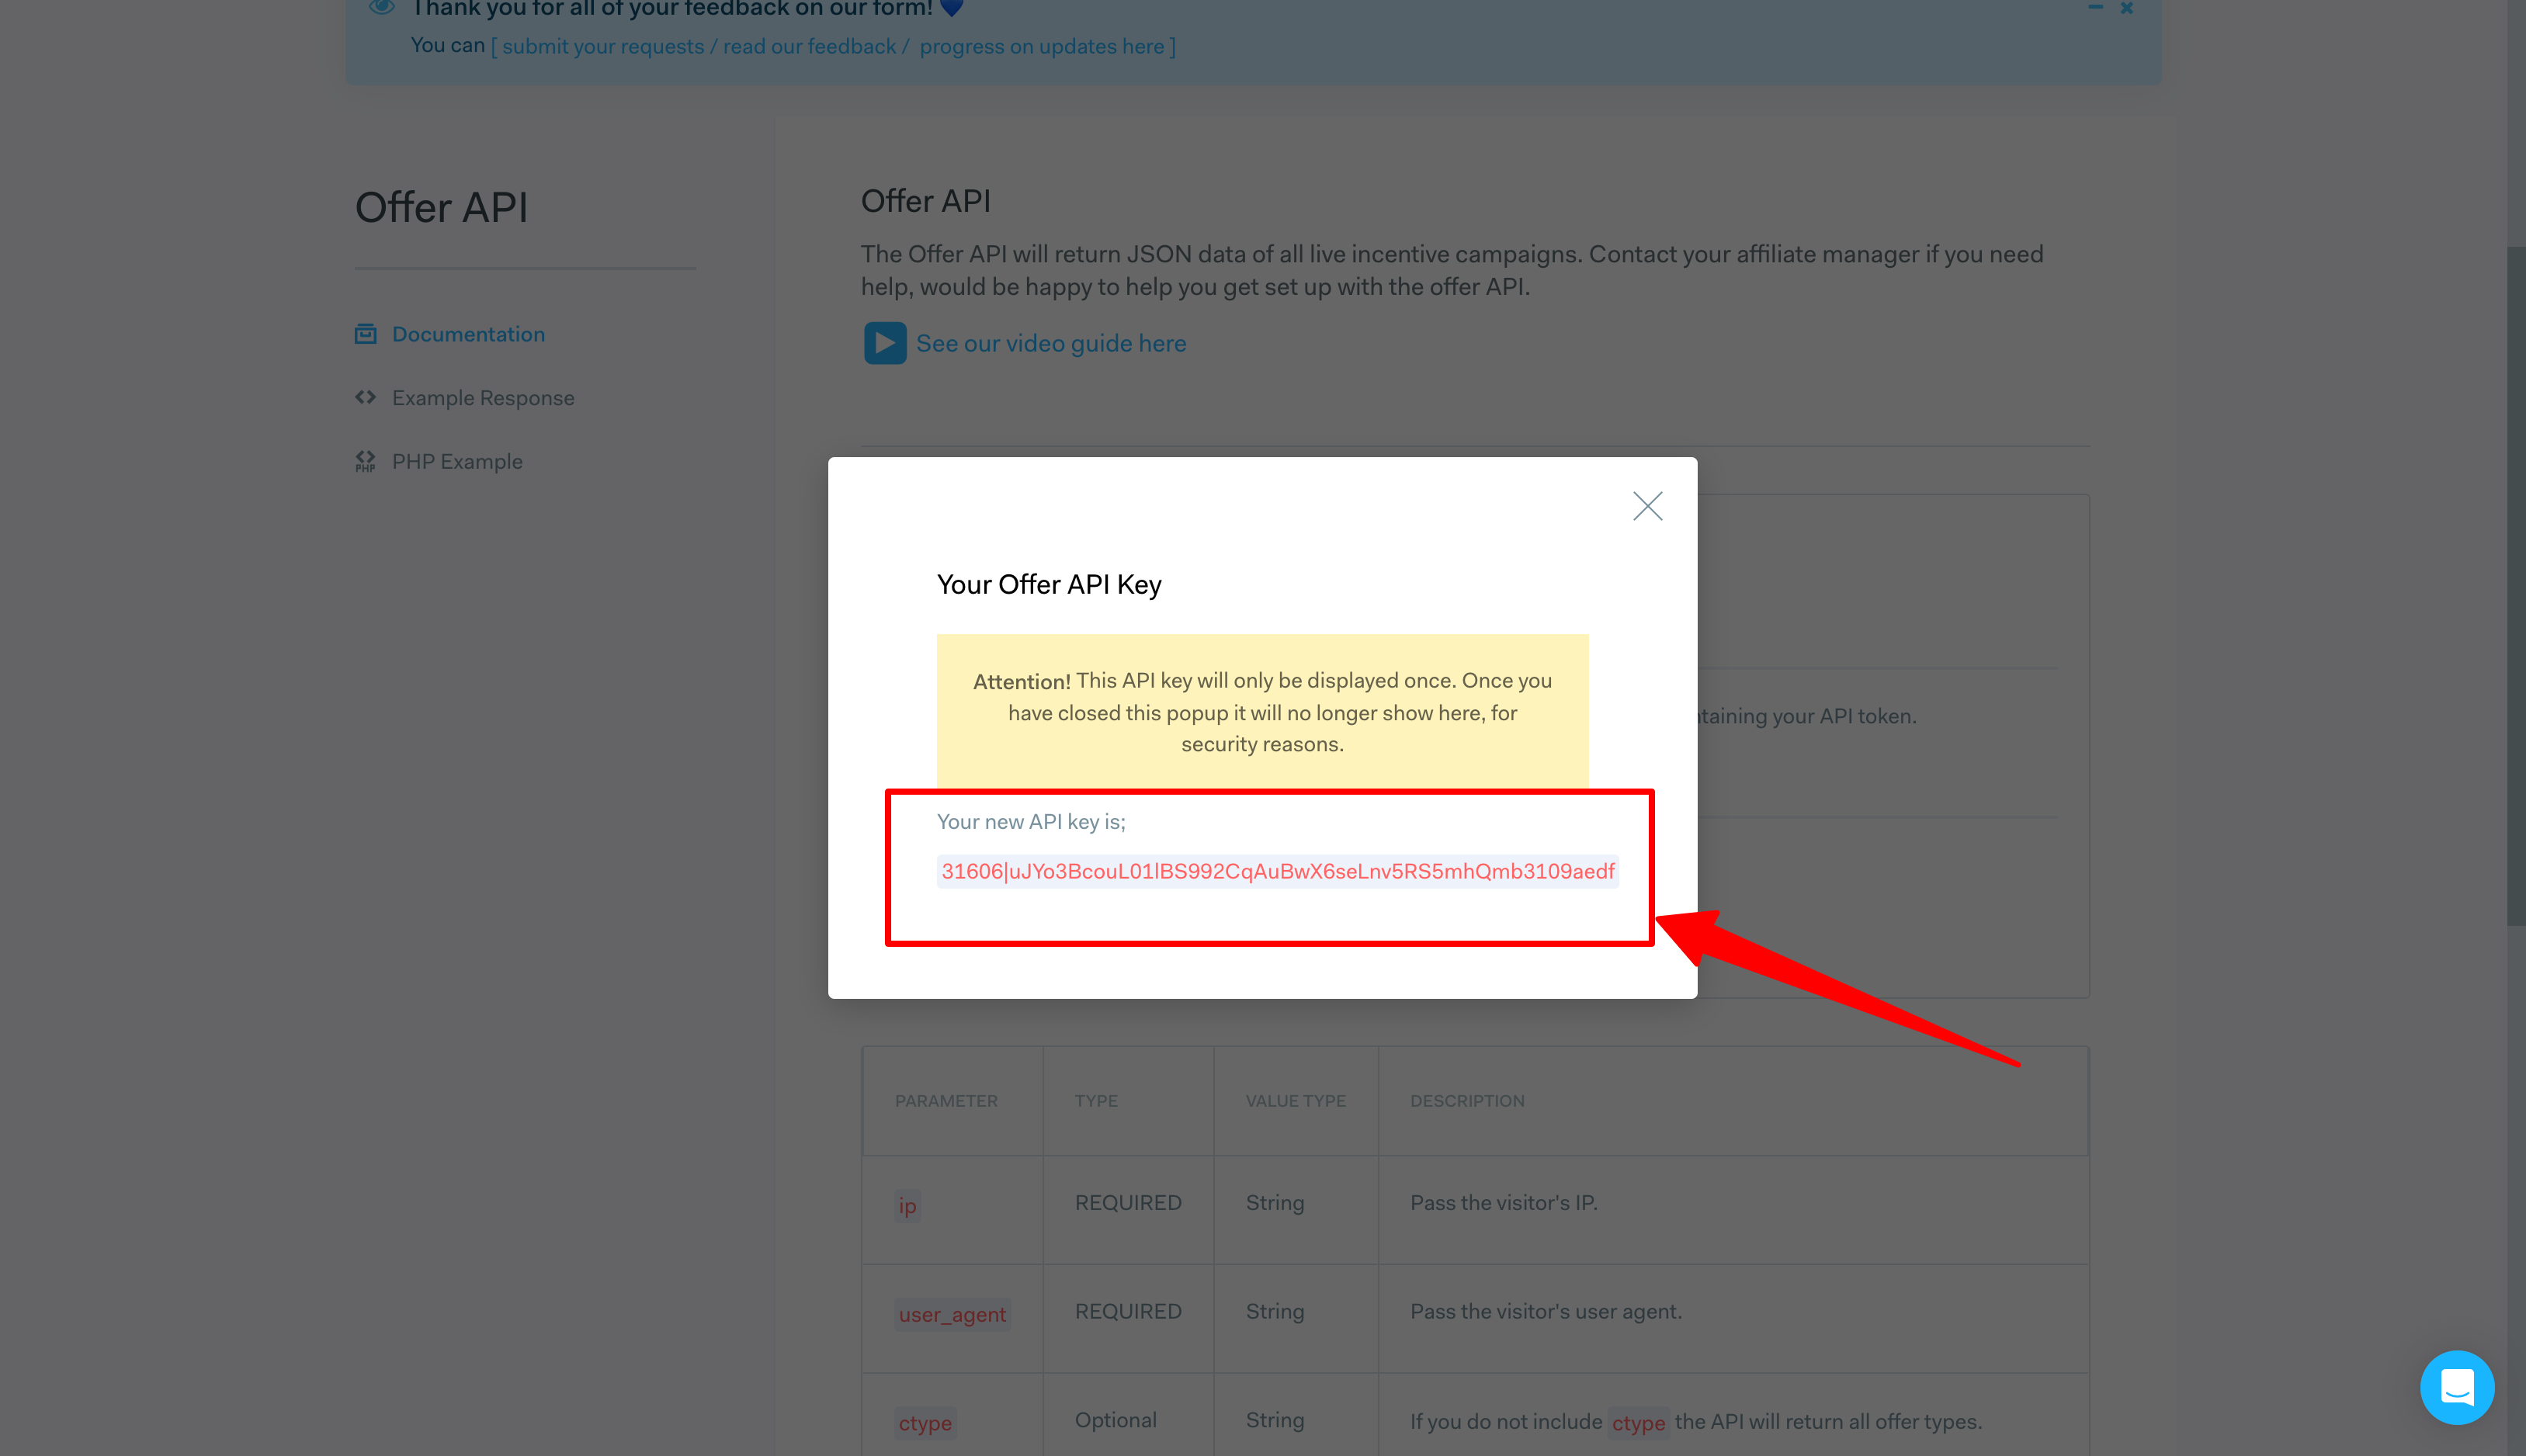 Thank you for all of your feedback on our form! 💙
You can [ submit your requests / read our feedback / progress on updates here ]
Offer API
Documentation
Example Response
PHP Example
Offer API
The Offer API will return JSON data of all live incentive campaigns. Contact your affiliate manager if you need
help, would be happy to help you get set up with the offer API.
See our video guide here
Your Offer API Key
Attention! This API key will only be displayed once. Once you
have closed this popup it will no longer show here, for
security reasons.
ntaining your API token.
Your new API key is;
31606|uJYo3BcouL01lBS992CqAuBwX6seLnv5RS5mhQmb3109aedf
PARAMETER TYPE VALUE TYPE DESCRIPTION
ip REQUIRED String Pass the visitor's IP.
user_agent REQUIRED String Pass the visitor's user agent.
ctype Optional String If you do not include ctype the API will return all offer types.